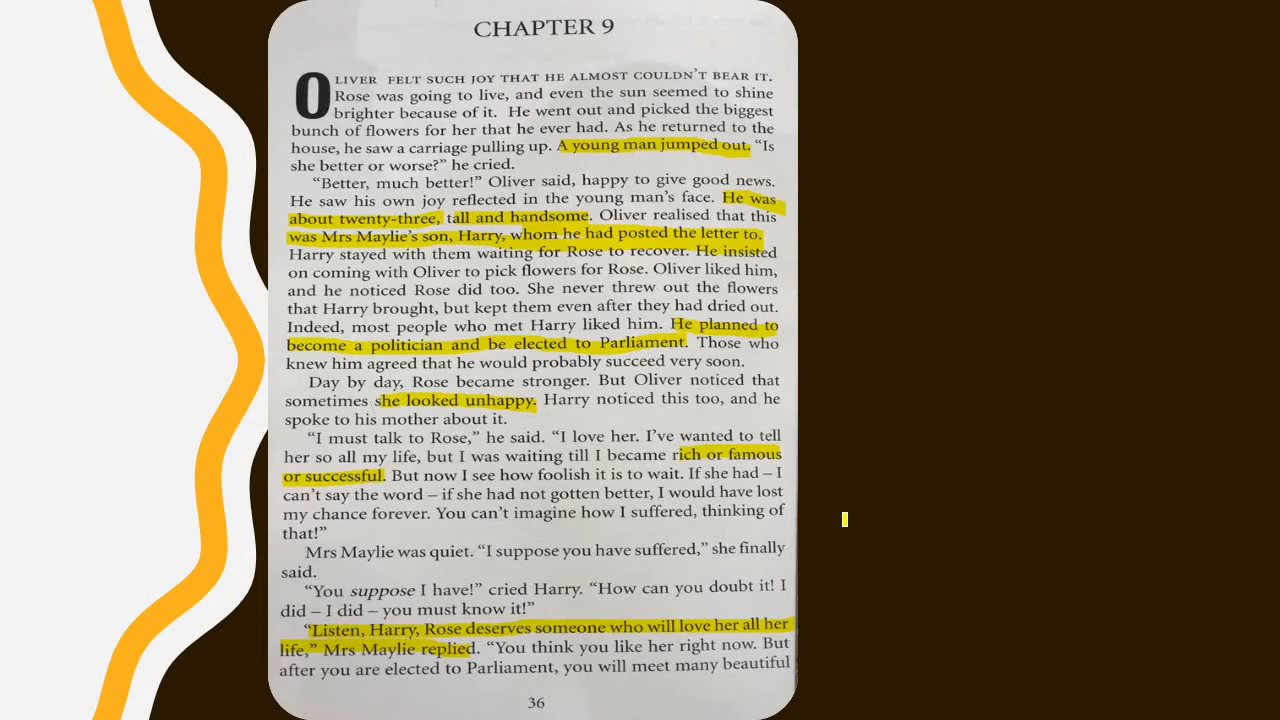 CHAPTER 9
OLIVER FELT SUCH JOY THAT HE ALMOST COULDN'T BEAR IT.
Rose was going to live, and even the sun seemed to shine
brighter because of it. He went out and picked the biggest
bunch of flowers for her that he ever had. As he returned to the
house, he saw a carriage pulling up. A young man jumped out. “Is
she better or worse?” he cried.
“Better, much better!” Oliver said, happy to give good news.
He saw his own joy reflected in the young man's face. He was
about twenty-three, tall and handsome. Oliver realised that this
was Mrs Maylie's son, Harry, whom he had posted the letter to.
Harry stayed with them waiting for Rose to recover. He insisted
on coming with Oliver to pick flowers for Rose. Oliver liked him,
and he noticed Rose did too. She never threw out the flowers
that Harry brought, but kept them even after they had dried out.
Indeed, most people who met Harry liked him. He planned to
become a politician and be elected to Parliament. Those who
knew him agreed that he would probably succeed very soon.
Day by day, Rose became stronger. But Oliver noticed that
sometimes she looked unhappy. Harry noticed this too, and he
spoke to his mother about it.
“I must talk to Rose,” he said. “I love her. I've wanted to tell
her so all my life, but I was waiting till I became rich or famous
or successful. But now I see how foolish it is to wait. If she had – I
can't say the word – if she had not gotten better, I would have lost
my chance forever. You can't imagine how I suffered, thinking of
that!”
Mrs Maylie was quiet. “I suppose you have suffered,” she finally
said.
“You suppose I have!” cried Harry. “How can you doubt it! I
did – I did – you must know it!”
“Listen, Harry, Rose deserves someone who will love her all her
life,” Mrs Maylie replied. “You think you like her right now. But
after you are elected to Parliament, you will meet many beautiful
36